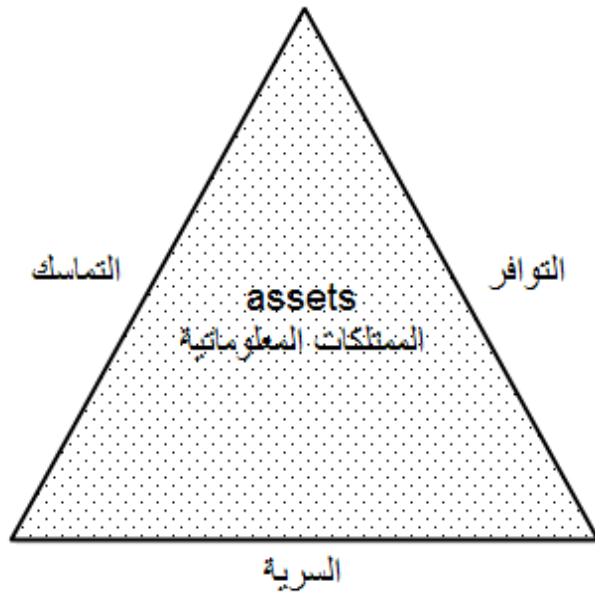 التوافر
التماسك
assets
الممتلكات المعلوماتية
السرية